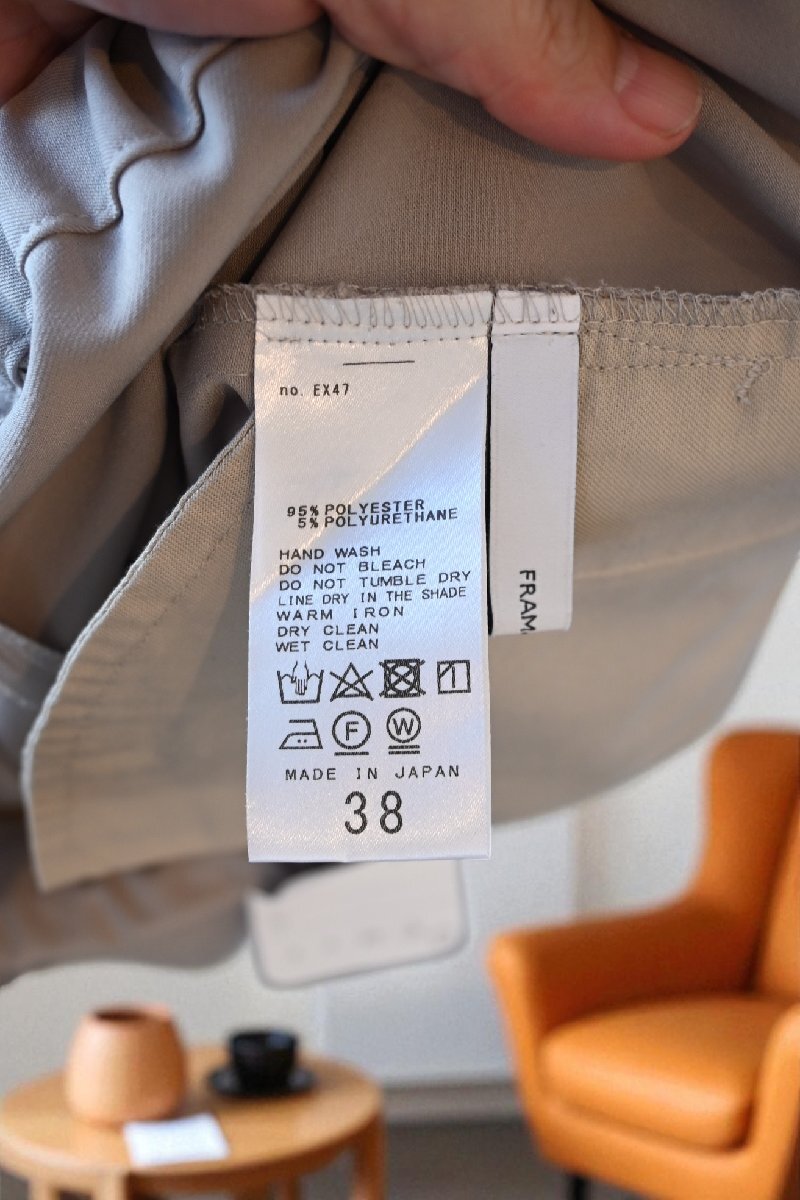 no. EX47
95% POLYESTER
5% POLYURETHANE
HAND WASH
DO NOT BLEACH
DO NOT TUMBLE DRY
LINE DRY IN THE SHADE
WARM IRON
DRY CLEAN
WET CLEAN
F W
MADE IN JAPAN
38
FRAM